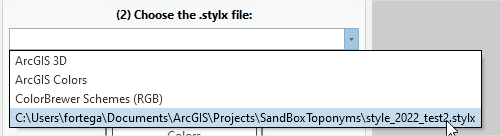 (2) Choose the .stylx file:
ArcGIS 3D
ArcGIS Colors
ColorBrewer Schemes (RGB)
C:\Users\fortega\Documents\ArcGIS\Projects\SandBoxToponyms\style_2022_test2.stylx
Colors